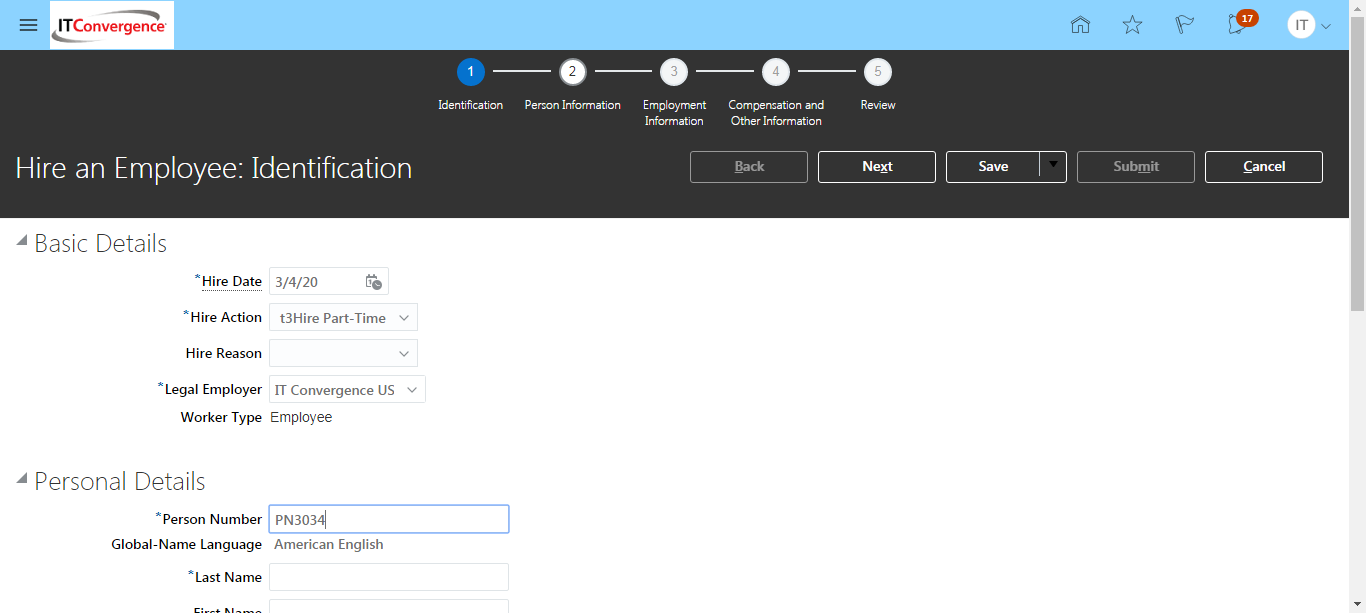 ITConvergence
17
IT
1 2 3 4 5
Identification Person Information Employment Information Compensation and Other Information Review
Hire an Employee: Identification
Back Next Save Submit Cancel
Basic Details
*Hire Date 3/4/20
*Hire Action t3Hire Part-Time
Hire Reason
*Legal Employer IT Convergence US
Worker Type Employee
Personal Details
*Person Number PN3034
Global-Name Language American English
*Last Name
First Name